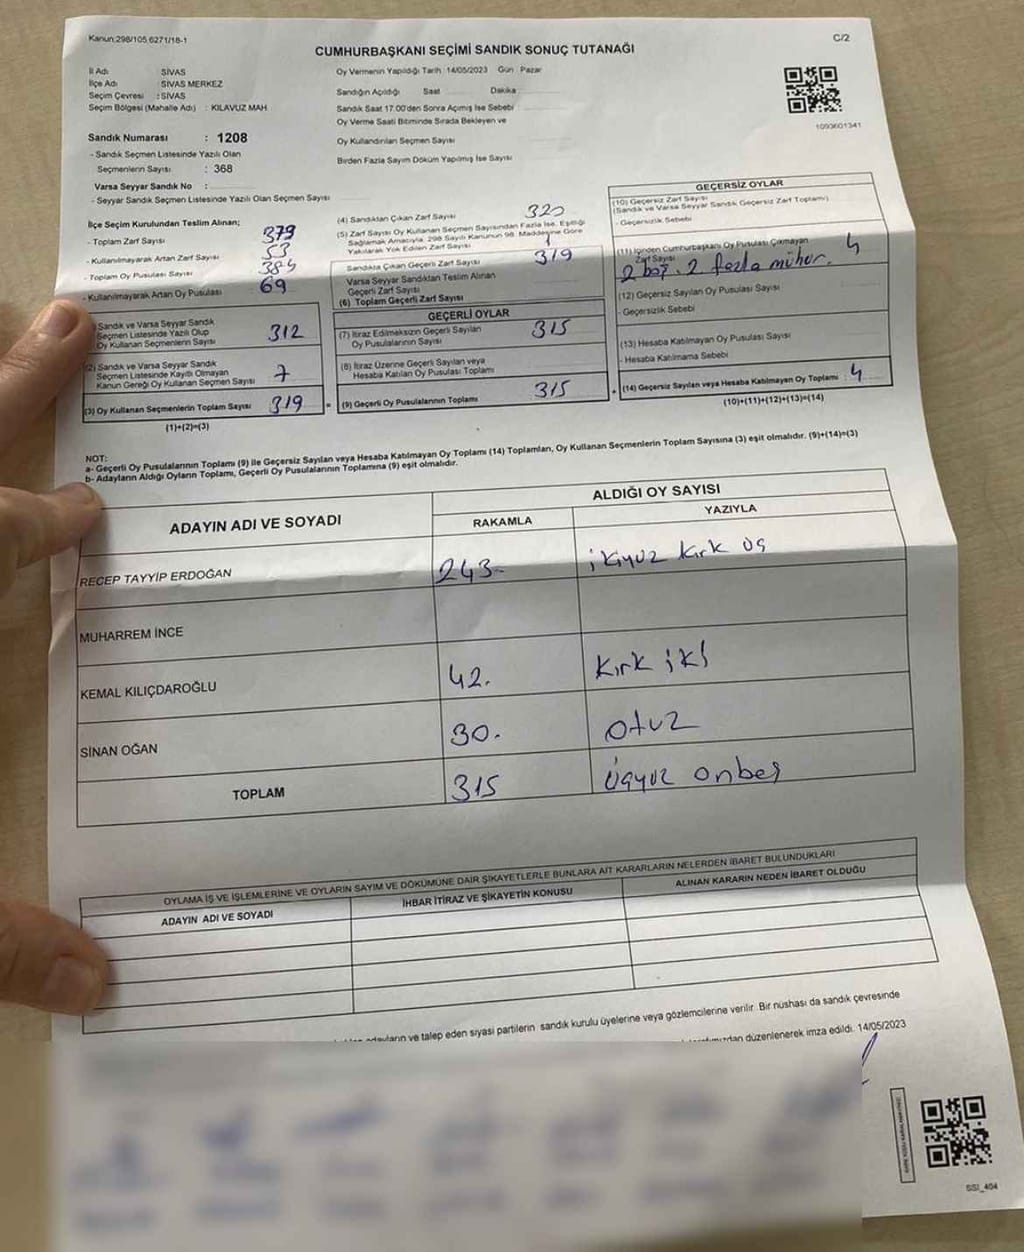 Kanun:298/105,6271/18-1
C/2
CUMHURBAŞKANI SEÇİMİ SANDIK SONUÇ TUTANAĞI
İl Adı : SİVAS
İlçe Adı : SİVAS MERKEZ
Seçim Çevresi : SİVAS
Seçim Bölgesi (Mahalle Adı) : KILAVUZ MAH
Sandık Numarası : 1208
- Sandık Seçmen Listesinde Yazılı Olan
Seçmenlerin Sayısı : 368
Varsa Seyyar Sandık No :
- Seyyar Sandık Seçmen Listesinde Yazılı Olan Seçmen Sayısı
Oy Vermenin Yapıldığı Tarih :14/05/2023 Gün : Pazar
Sandığın Açıldığı Saat Dakika
Sandık Saat 17:00'den Sonra Açımış İse Sebebi
Oy Verme Saati Bitiminde Sırada Bekleyen ve
Oy Kullandırılan Seçmen Sayısı
Birden Fazla Sayım Döküm Yapılmış İse Sayısı
1093601341
İlçe Seçim Kurulundan Teslim Alınan;
- Toplam Zarf Sayısı 379
- Kullanılmayarak Artan Zarf Sayısı 53
- Toplam Oy Pusulası Sayısı 384
- Kullanılmayarak Artan Oy Pusulası 69
(4) Sandıktan Çıkan Zarf Sayısı 320
(5) Zarf Sayısı Oy Kullanan Seçmen Sayısından Fazla İse, Eşitliği
Sağlamak Amacıyla, 298 Sayılı Kanunun 98. Maddesine Göre
Yakılarak Yok Edilen Zarf Sayısı 1
Sandıkta Çıkan Geçerli Zarf Sayısı 319
Varsa Seyyar Sandıktan Teslim Alınan
Geçerli Zarf Sayısı
(6) Toplam Geçerli Zarf Sayısı
GEÇERSİZ OYLAR
(10) Geçersiz Zarf Sayısı
(Sandık ve Varsa Seyyar Sandık Geçersiz Zarf Toplamı)
- Geçersizlik Sebebi
(11) İçinden Cumhurbaşkanı Oy Pusulası Çıkmayan
Zarf Sayısı 4
2 boş. 2 fazla mühür.
(12) Geçersiz Sayılan Oy Pusulası Sayısı
- Geçersizlik Sebebi
(13) Hesaba Katılmayan Oy Pusulası Sayısı
- Hesaba Katılmama Sebebi
(14) Geçersiz Sayılan veya Hesaba Katılmayan Oy Toplamı : 4
(10)+(11)+(12)+(13)=(14)
Sandık ve Varsa Seyyar Sandık
Seçmen Listesinde Yazılı Olup
Oy Kullanan Seçmenlerin Sayısı 312
(2) Sandık ve Varsa Seyyar Sandık
Seçmen Listesinde Kayıtlı Olmayan
Kanun Gereği Oy Kullanan Seçmen Sayısı 7
(3) Oy Kullanan Seçmenlerin Toplam Sayısı 319 =
(1)+(2)=(3)
GEÇERLİ OYLAR
(7) İtiraz Edilmeksizin Geçerli Sayılan
Oy Pusulalarının Sayısı 315
(8) İtiraz Üzerine Geçerli Sayılan veya
Hesaba Katılan Oy Pusulası Toplamı
(9) Geçerli Oy Pusulalarının Toplamı 315 +
NOT:
a- Geçerli Oy Pusulalarının Toplamı (9) ile Geçersiz Sayılan veya Hesaba Katılmayan Oy Toplamı (14) Toplamları, Oy Kullanan Seçmenlerin Toplam Sayısına (3) eşit olmalıdır. (9)+(14)=(3)
b- Adayların Aldığı Oyların Toplamı, Geçerli Oy Pusulalarının Toplamına (9) eşit olmalıdır.
ADAYIN ADI VE SOYADI
ALDIĞI OY SAYISI
RAKAMLA YAZIYLA
RECEP TAYYİP ERDOĞAN 243- ikiyüz kırk üç
MUHARREM İNCE
KEMAL KILIÇDAROĞLU 42. kırk iki
SİNAN OĞAN 30. otuz
TOPLAM 315 üçyüz onbeş
OYLAMA İŞ VE İŞLEMLERİNE VE OYLARIN SAYIM VE DÖKÜMÜNE DAİR ŞİKAYETLERLE BUNLARA AİT KARARLARIN NELERDEN İBARET BULUNDUKLARI
ADAYIN ADI VE SOYADI İHBAR İTİRAZ VE ŞİKAYETİN KONUSU ALINAN KARARIN NEDEN İBARET OLDUĞU
ve talep eden siyasi partilerin sandık kurulu üyelerine veya gözlemcilerine verilir. Bir nüshası da sandık çevresinde
düzenlenerek imza edildi. 14/05/2023
SSI_404